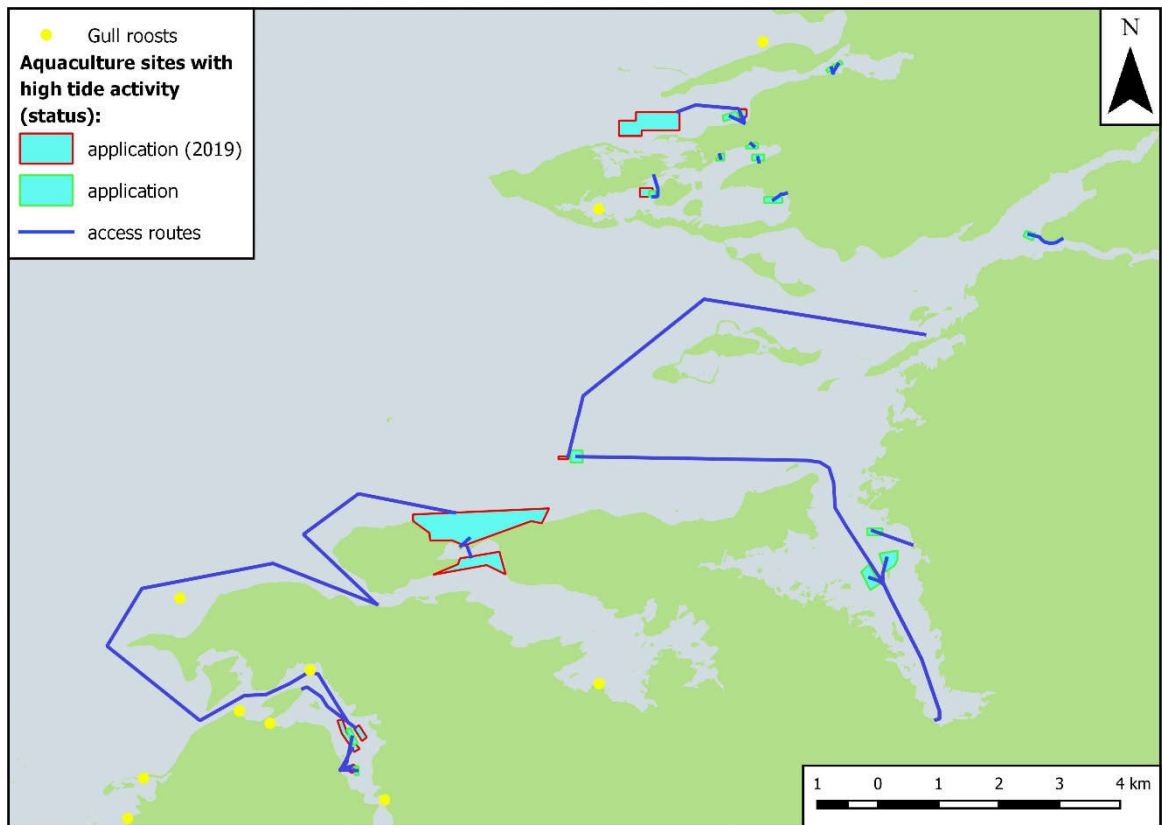 Gull roosts
Aquaculture sites with
high tide activity
(status):
application (2019)
application
access routes
N
1 0 1 2 3 4 km